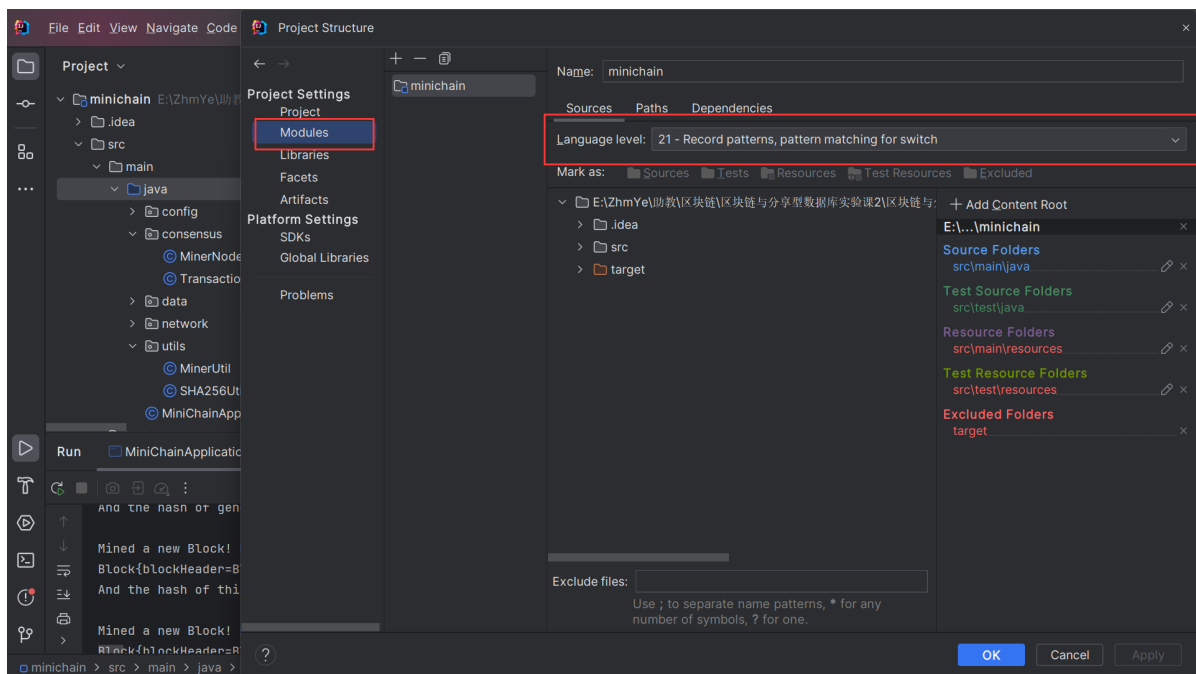 File Edit View Navigate Code
Project Structure
Project
minichain E:\ZhmYe\助教
.idea
src
main
java
config
consensus
MinerNode
Transactio
data
network
utils
MinerUtil
SHA256Uti
MiniChainApp
Run MiniChainApplicatio
And the hash of gen
Mined a new Block!
Block{blockHeader=B
And the hash of thi
Mined a new Block!
Block{blockHeader=B
minichain > src > main > java >
Project Settings
Project
Modules
Libraries
Facets
Artifacts
Platform Settings
SDKs
Global Libraries
Problems
minichain
Name: minichain
Sources Paths Dependencies
Language level: 21 - Record patterns, pattern matching for switch
Mark as: Sources Tests Resources Test Resources Excluded
E:\ZhmYe\助教\区块链\区块链与分享型数据库实验课2\区块链与
.idea
src
target
Exclude files:
Use ; to separate name patterns, * for any
number of symbols, ? for one.
+ Add Content Root
E:\...\minichain
Source Folders
src\main\java
Test Source Folders
src\test\java
Resource Folders
src\main\resources
Test Resource Folders
src\test\resources
Excluded Folders
target
? OK Cancel Apply